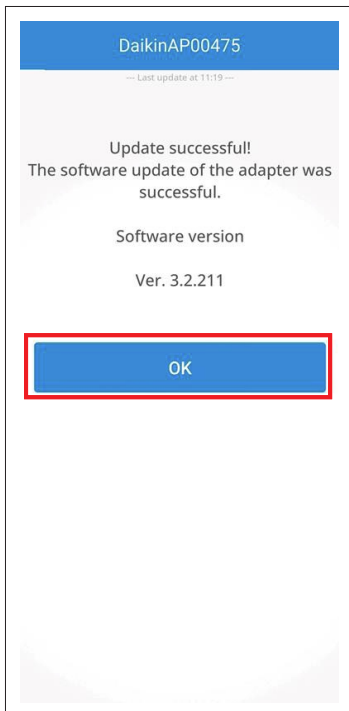 DaikinAP00475
--- Last update at 11:19 ---
Update successful!
The software update of the adapter was
successful.
Software version
Ver. 3.2.211
OK